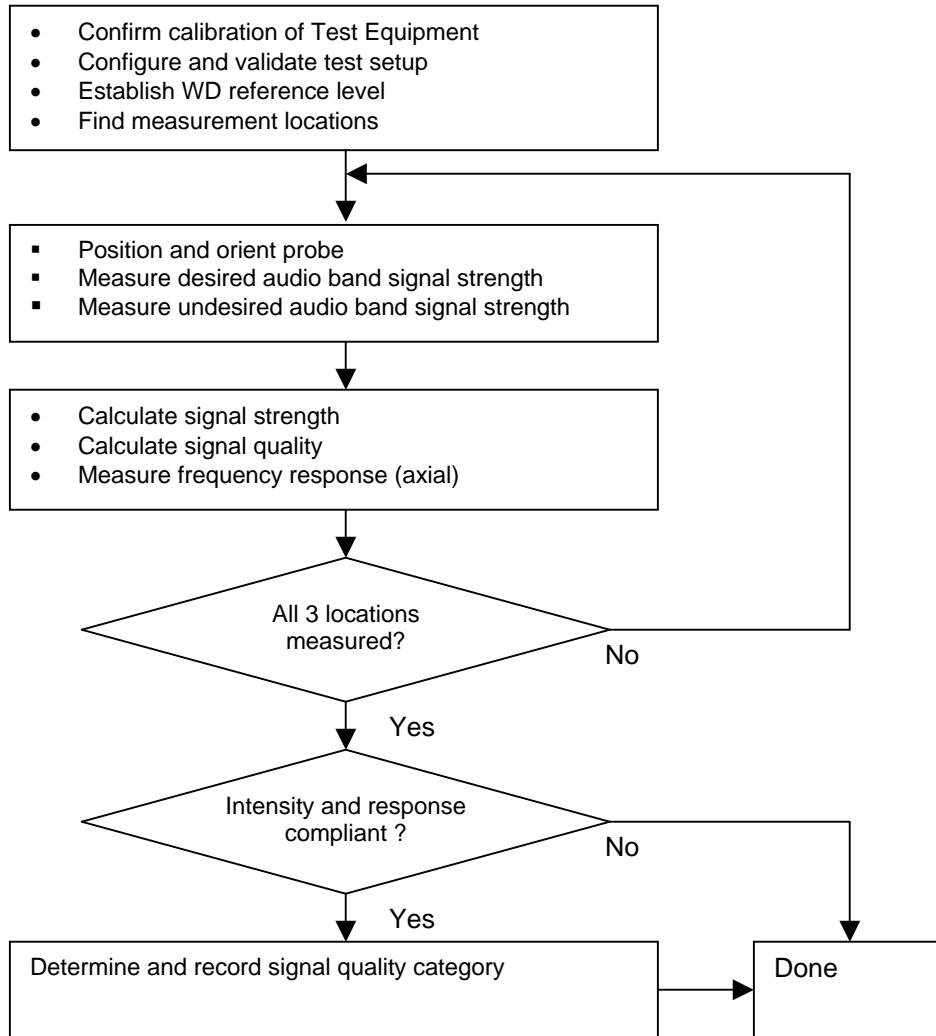 • Confirm calibration of Test Equipment
• Configure and validate test setup
• Establish WD reference level
• Find measurement locations
▪ Position and orient probe
▪ Measure desired audio band signal strength
▪ Measure undesired audio band signal strength
• Calculate signal strength
• Calculate signal quality
• Measure frequency response (axial)
All 3 locations
measured?
No
Yes
Intensity and response
compliant ?
No
Yes
Determine and record signal quality category
Done